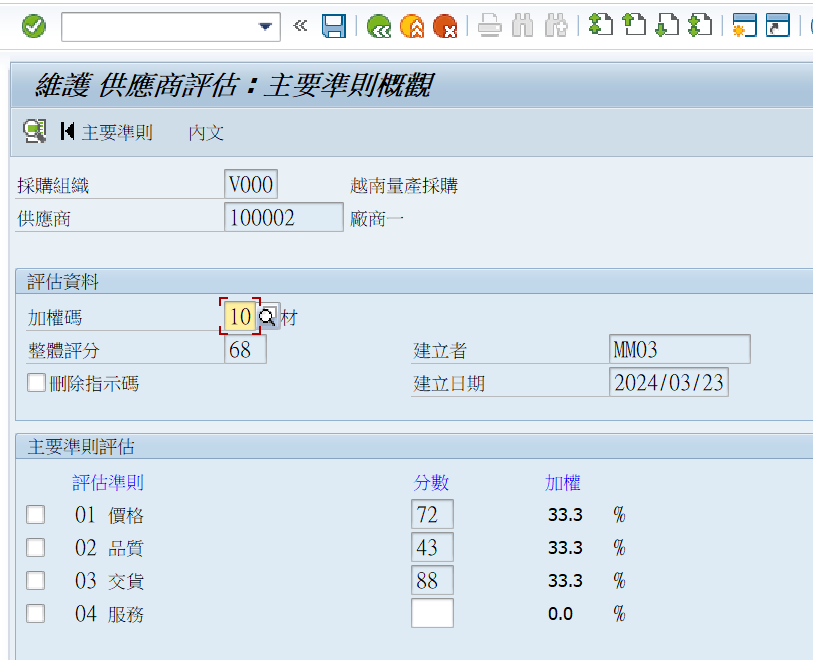 維護 供應商評估：主要準則概觀
主要準則 內文
採購組織 V000 越南量產採購
供應商 100002 廠商一
評估資料
加權碼 10 材
整體評分 68 建立者 MM03
刪除指示碼 建立日期 2024/03/23
主要準則評估
評估準則 分數 加權
01 價格 72 33.3 %
02 品質 43 33.3 %
03 交貨 88 33.3 %
04 服務 0.0 %